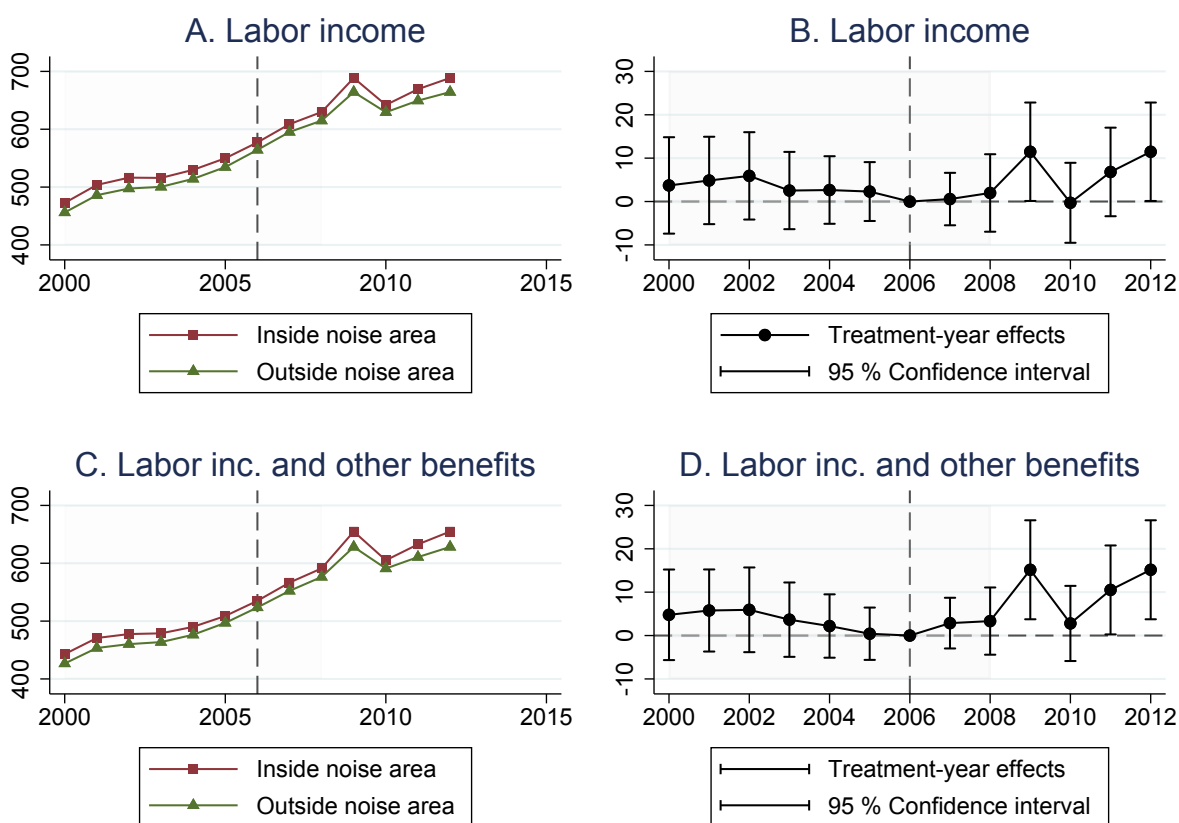 A. Labor income
700
600
500
400
2000 2005 2010 2015
Inside noise area
Outside noise area
B. Labor income
30
20
10
0
-10
2000 2002 2004 2006 2008 2010 2012
Treatment-year effects
95 % Confidence interval
C. Labor inc. and other benefits
700
600
500
400
2000 2005 2010 2015
Inside noise area
Outside noise area
D. Labor inc. and other benefits
30
20
10
0
-10
2000 2002 2004 2006 2008 2010 2012
Treatment-year effects
95 % Confidence interval